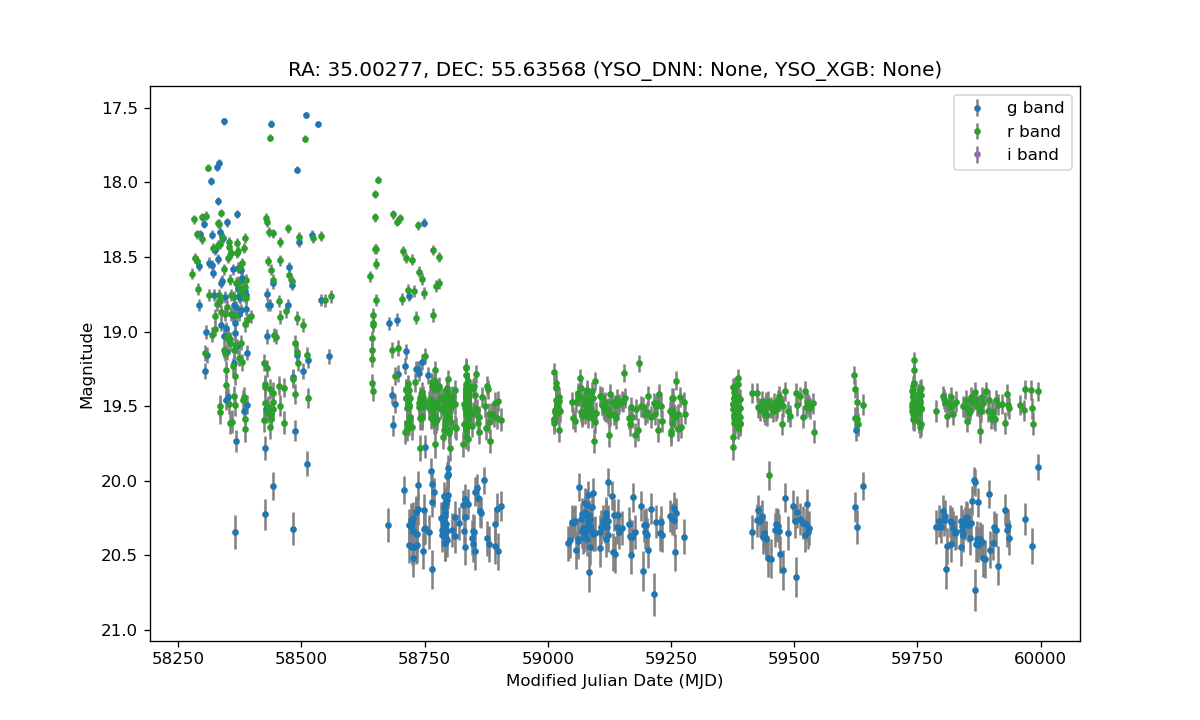 RA: 35.00277, DEC: 55.63568 (YSO_DNN: None, YSO_XGB: None)
g band
r band
i band
17.5
18.0
18.5
19.0
19.5
20.0
20.5
21.0
Magnitude
58250 58500 58750 59000 59250 59500 59750 60000
Modified Julian Date (MJD)